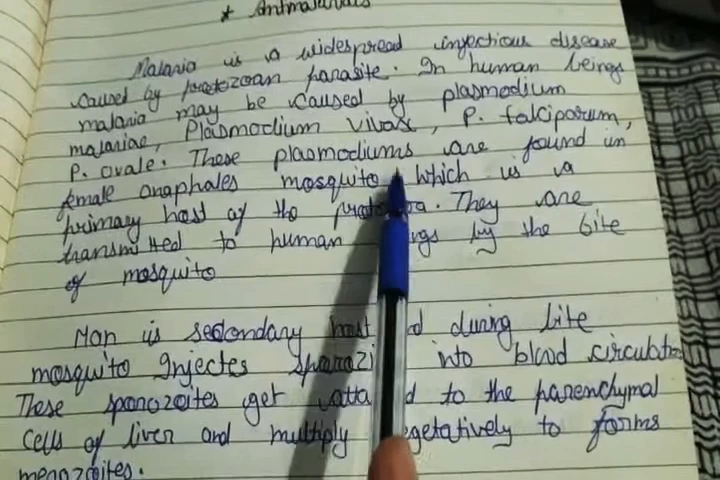 * Antimalarials
Malaria is a widespread infectious disease
caused by protozoan parasite. In human beings
malaria may be caused by plasmodium
malariae, Plasmodium vivax, P. falciparum,
P. ovale. These plasmodiums are found in
female anaphales mosquito which is a
primary host of the. They are
transmitted to human by the bite
of mosquito
Man is secondary host during bite
mosquito Injectes into blood circulation
These sporozoites get to the parenchymal
Cells of liver and multiply to forms
merozoites.